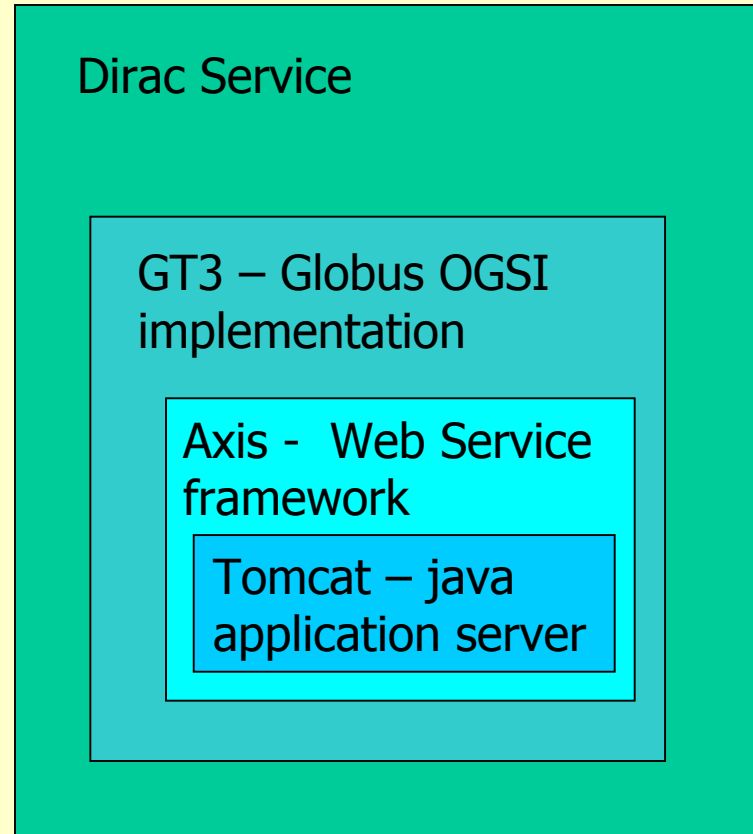 Dirac Service
GT3 – Globus OGSI
implementation
Axis -  Web Service
framework
Tomcat – java
application server